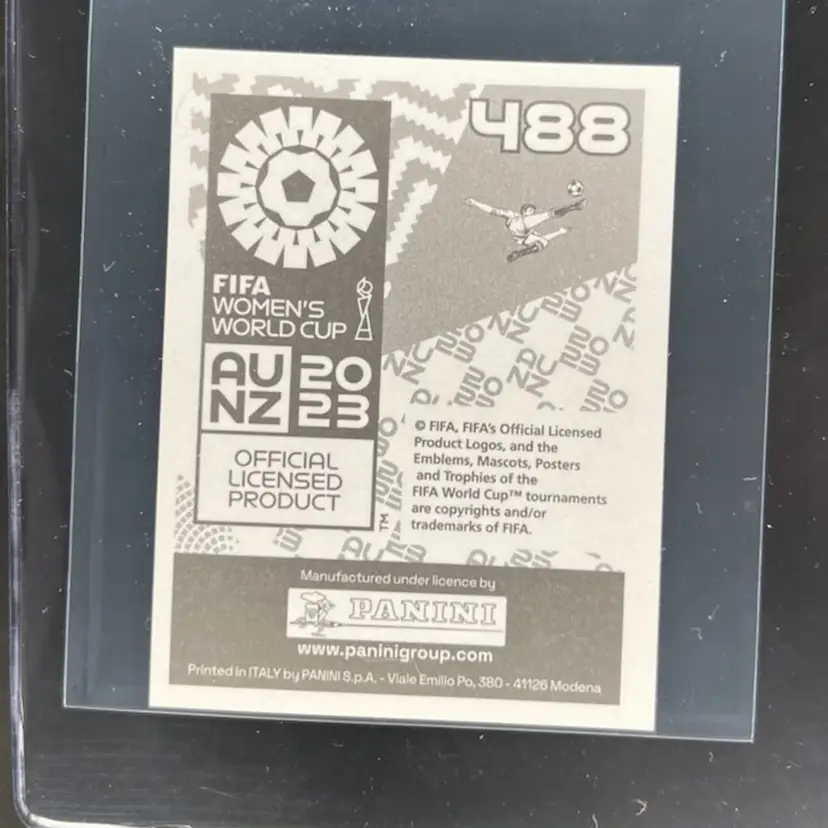 488
FIFA
WOMEN'S
WORLD CUP
AU 20
NZ 23
OFFICIAL
LICENSED
PRODUCT
TM
© FIFA, FIFA's Official Licensed
Product Logos, and the
Emblems, Mascots, Posters
and Trophies of the
FIFA World Cup™ tournaments
are copyrights and/or
trademarks of FIFA.
Manufactured under licence by
PANINI
www.paninigroup.com
Printed in ITALY by PANINI S.p.A. - Viale Emilio Po, 380 - 41126 Modena